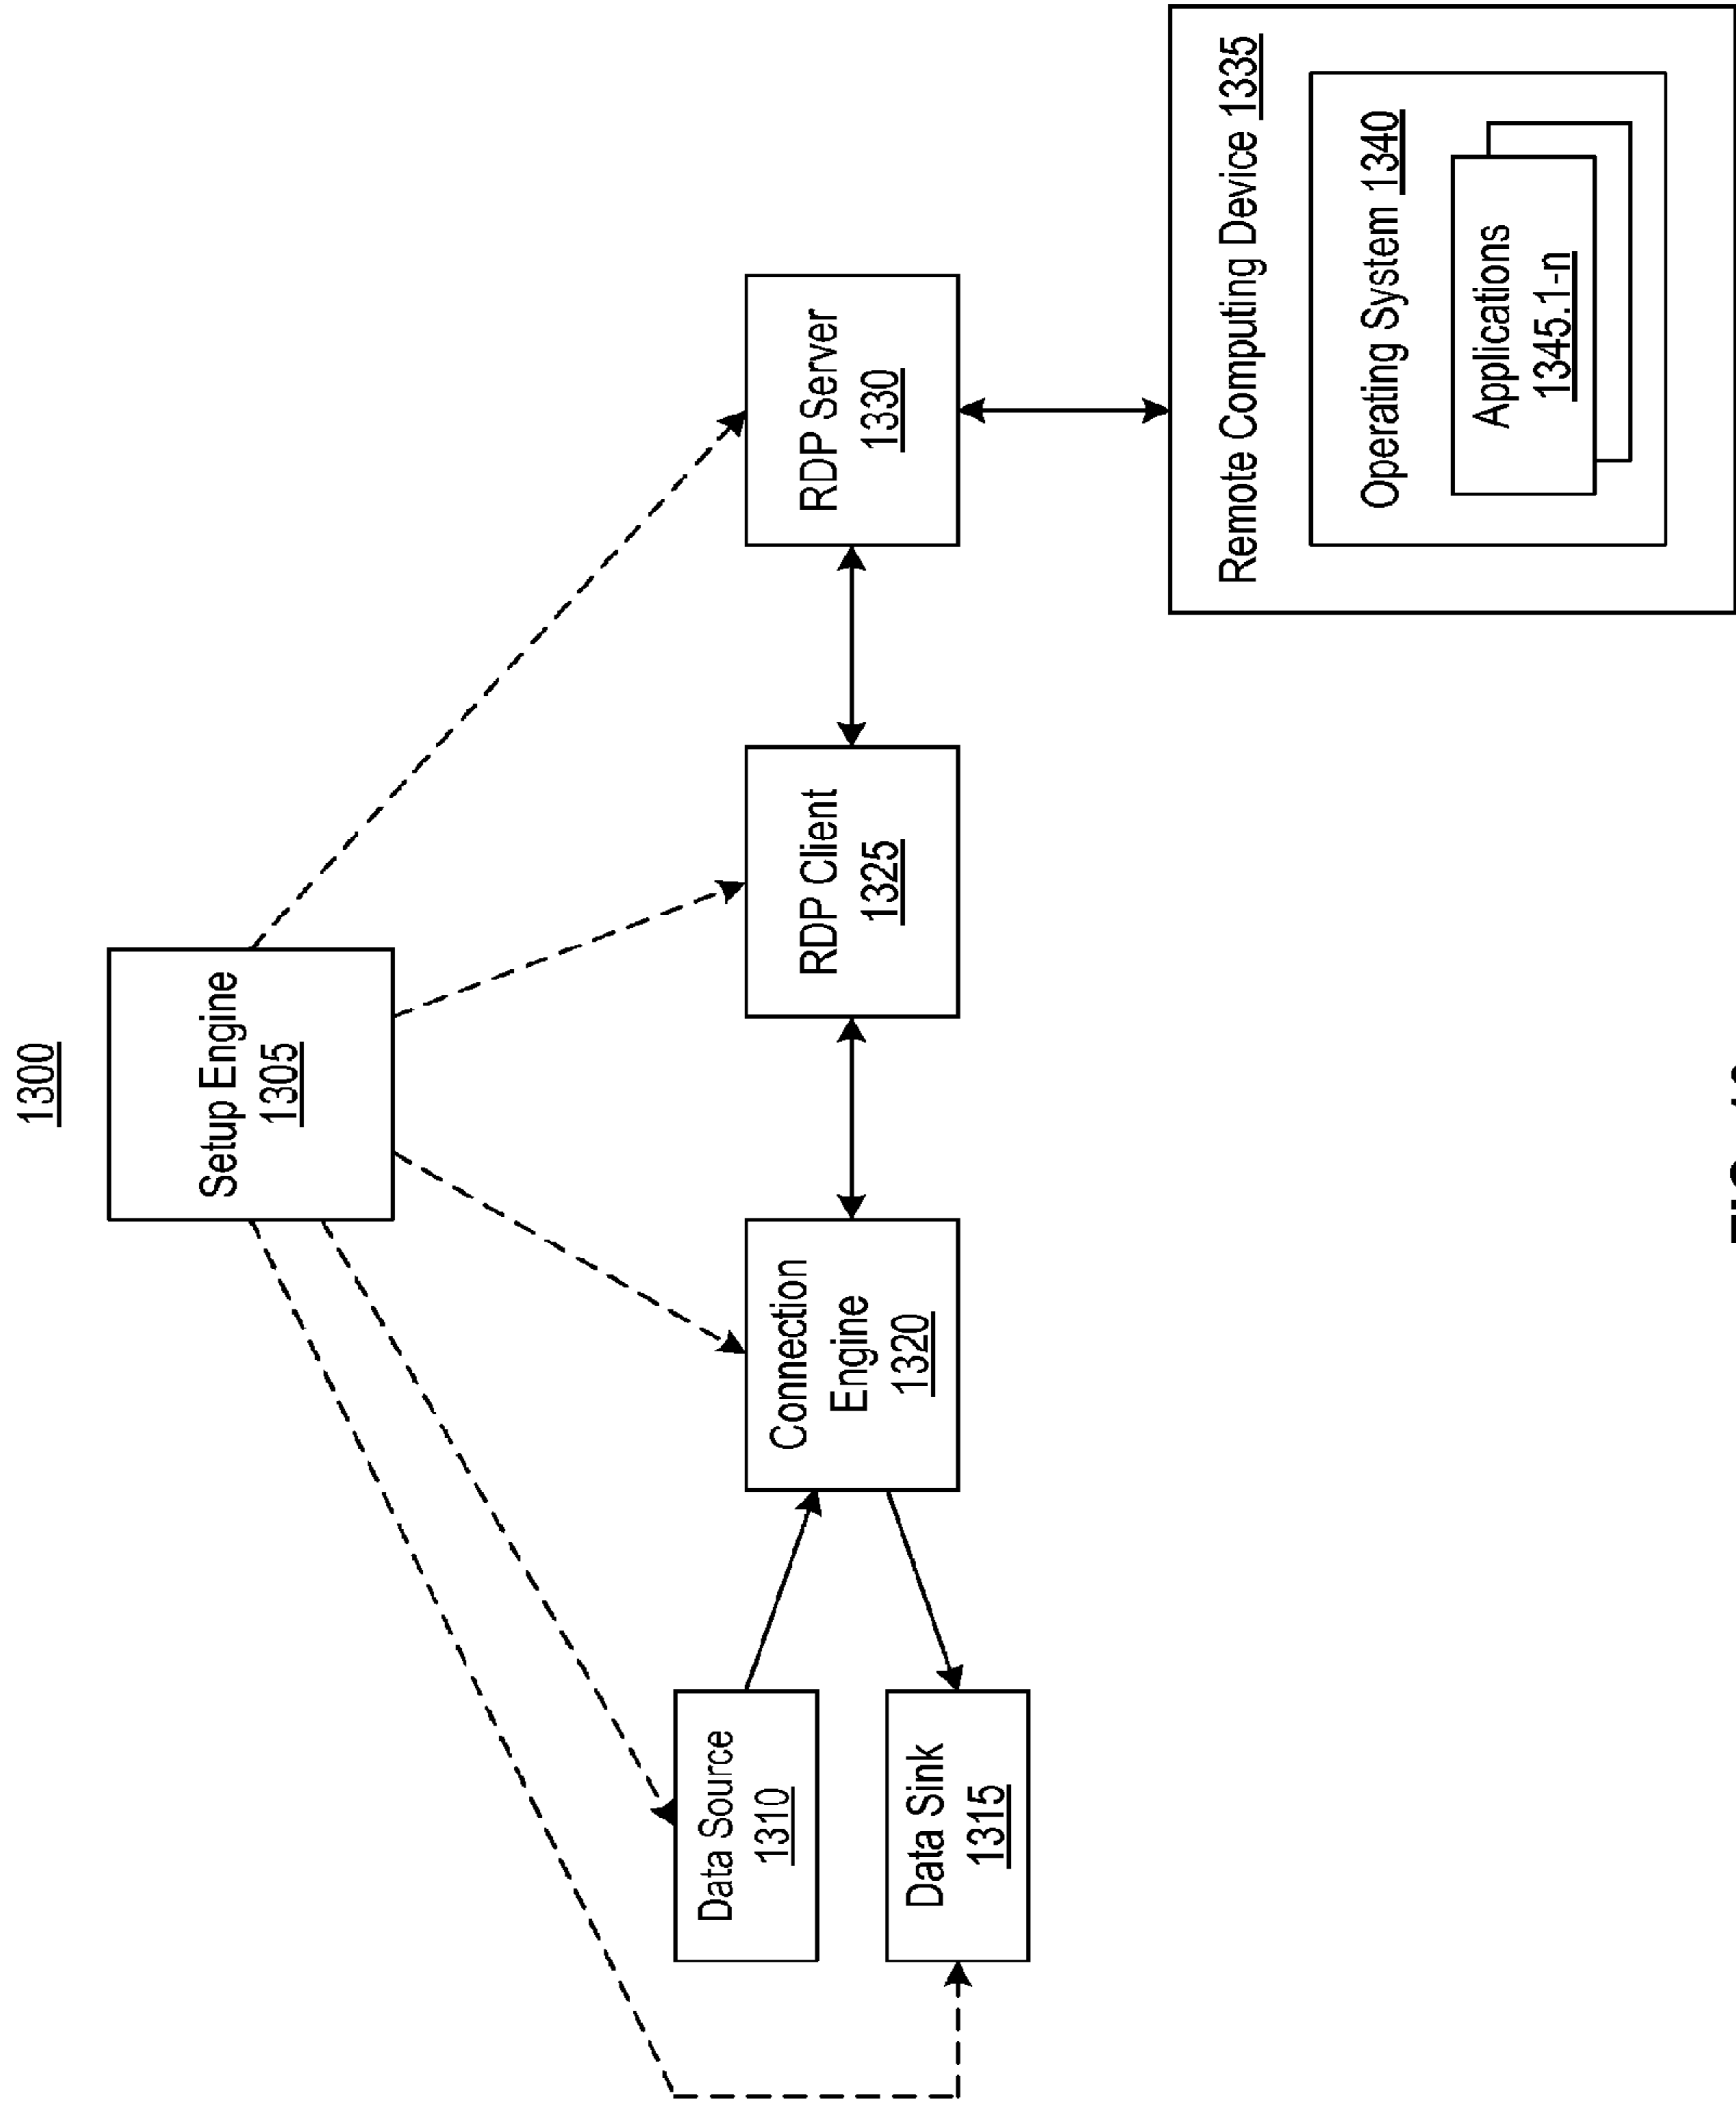 1300
Setup Engine
1305
Data Source
1310
Data Sink
1315
Connection
Engine
1320
RDP Client
1325
RDP Server
1330
Remote Computing Device 1335
Operating System 1340
Applications
1345.1-n